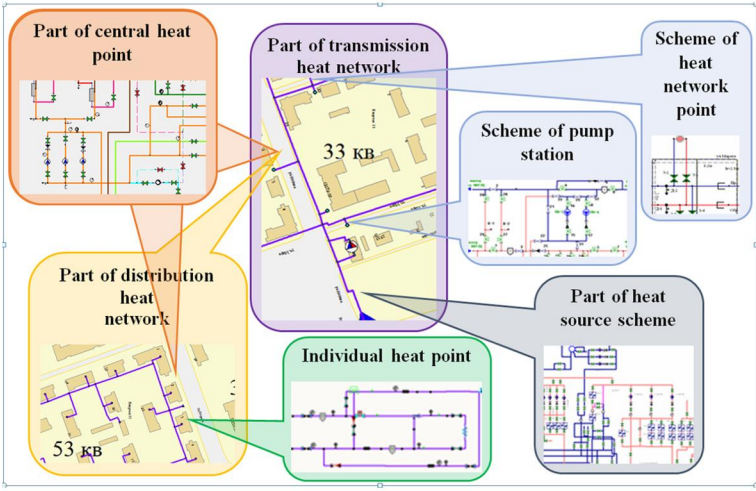 Part of central heat
point
Part of transmission
heat network
Scheme of
heat
network
point
33 кв
Scheme of pump
station
Part of distribution
heat
network
Part of heat
source scheme
Individual heat point
53 кв